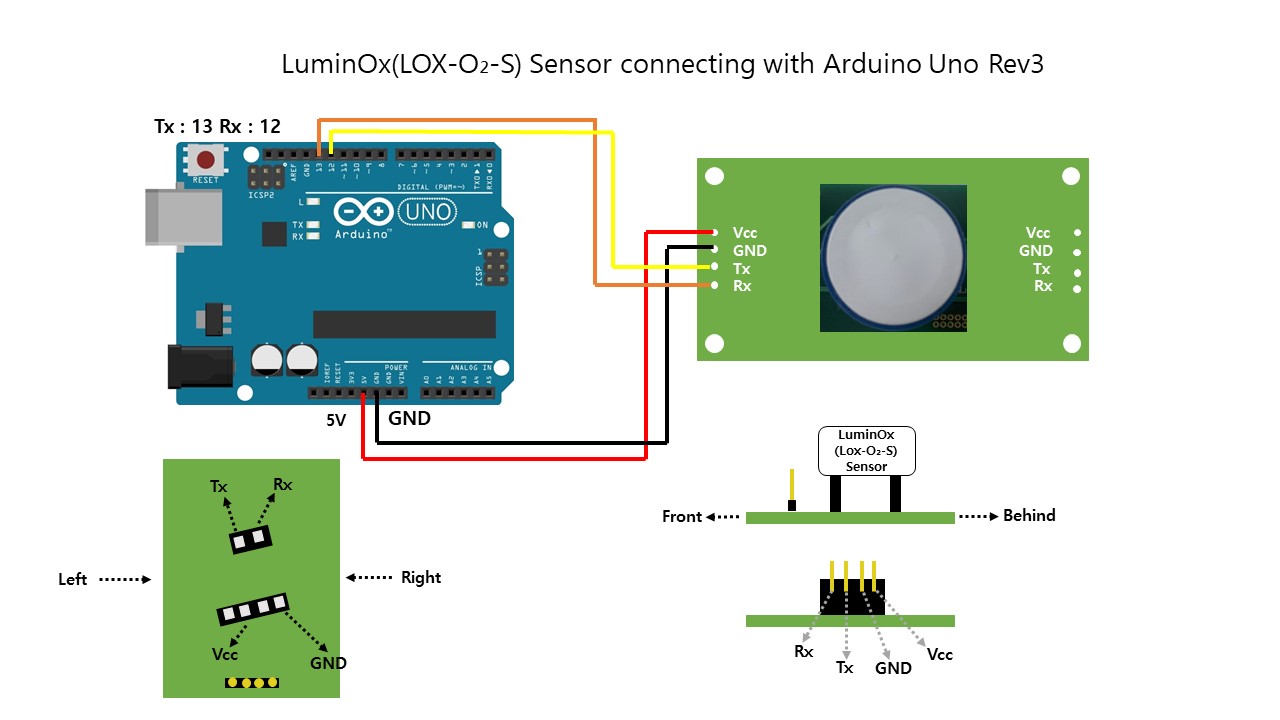 LuminOx(LOX-O₂-S) Sensor connecting with Arduino Uno Rev3
Tx : 13 Rx : 12
RESET
ICSP2
AREF
GND
13
12
~11
~10
~9
8
7
~6
~5
4
~3
2
TX0►1
RX0◄0
DIGITAL (PWM=~)
L
TX
RX
UNO
ON
Arduino™
1
ICSP
IOREF
RESET
3V3
5V
GND
GND
VIN
POWER
ANALOG IN
A0
A1
A2
A3
A4
A5
5V
GND
Vcc
GND
Tx
Rx
Vcc
GND
Tx
Rx
Tx
Rx
Left
Right
Vcc
GND
LuminOx
(Lox-O₂-S)
Sensor
Front
Behind
Rx
Tx
GND
Vcc